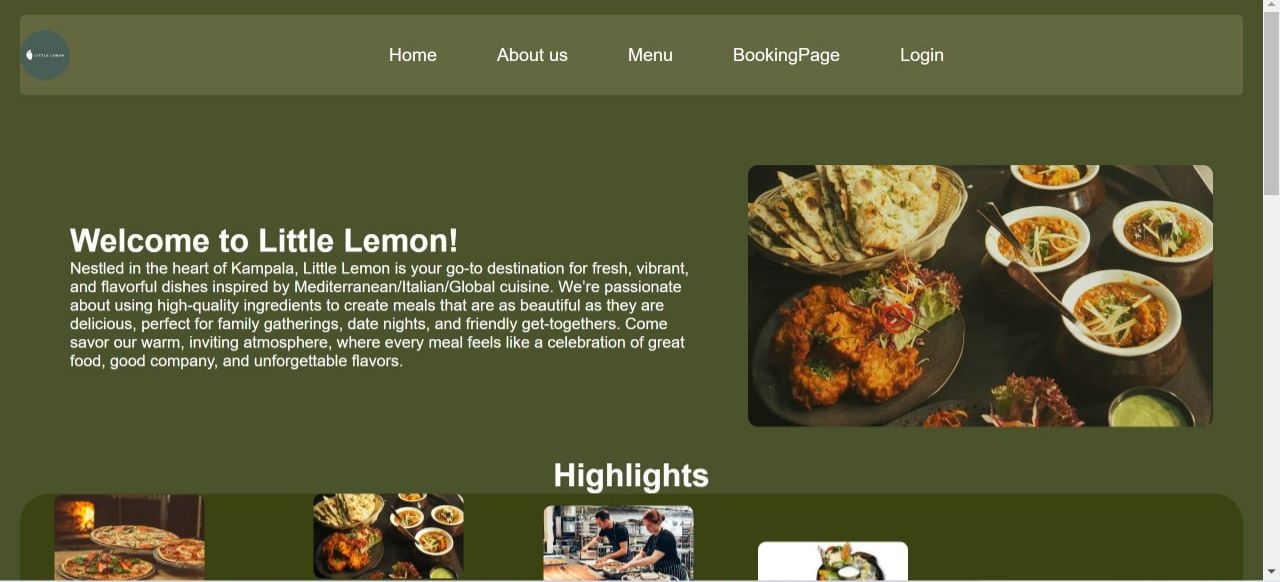 LITTLE LEMON
Home
About us
Menu
BookingPage
Login
Welcome to Little Lemon!
Nestled in the heart of Kampala, Little Lemon is your go-to destination for fresh, vibrant,
and flavorful dishes inspired by Mediterranean/Italian/Global cuisine. We’re passionate
about using high-quality ingredients to create meals that are as beautiful as they are
delicious, perfect for family gatherings, date nights, and friendly get-togethers. Come
savor our warm, inviting atmosphere, where every meal feels like a celebration of great
food, good company, and unforgettable flavors.
Highlights